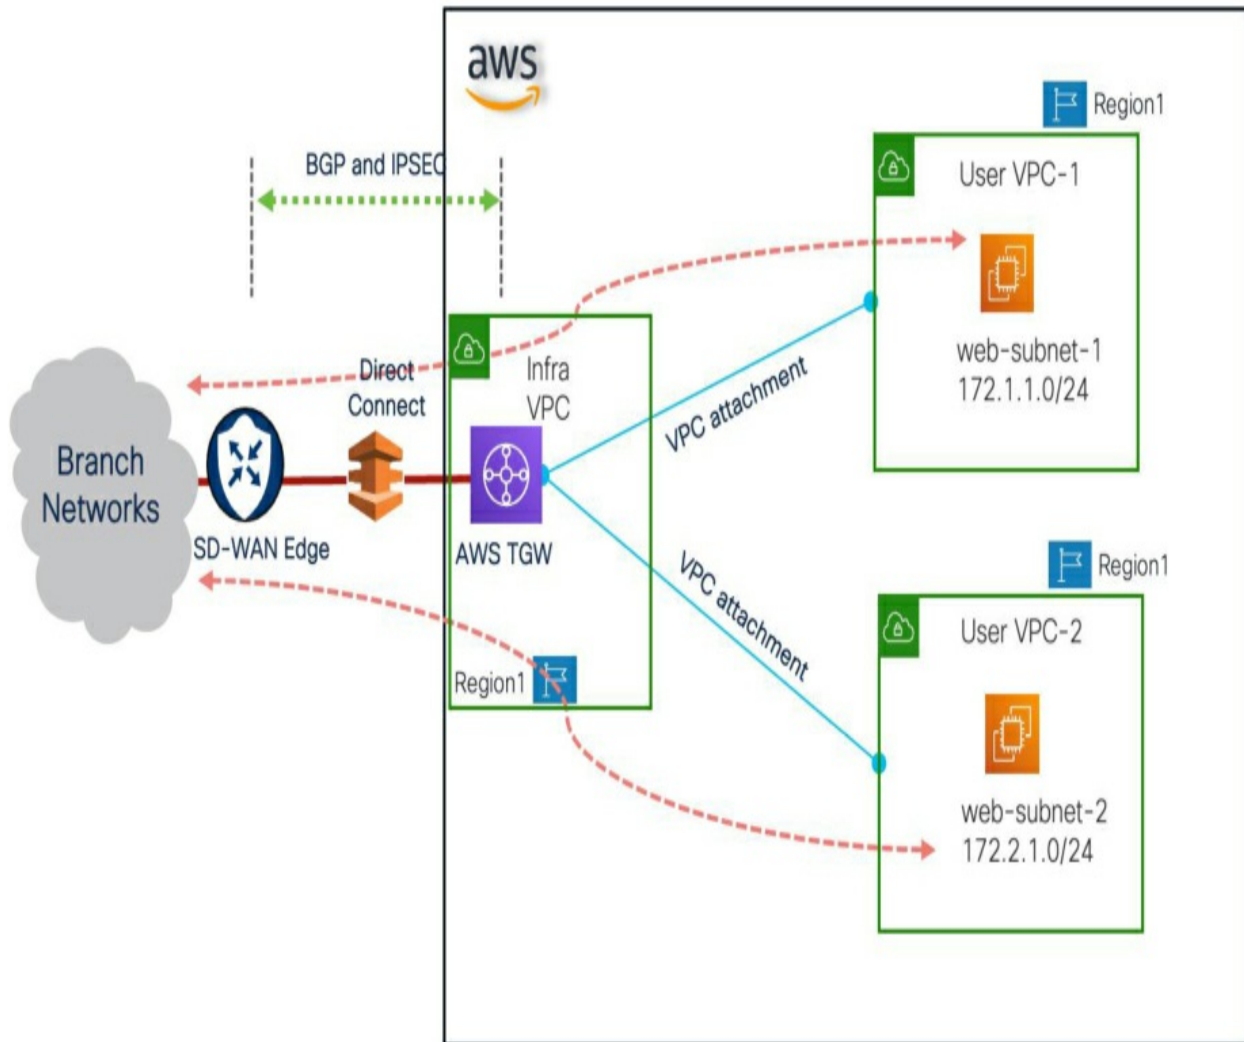 aws
Region1
BGP and IPSEC
User VPC-1
web-subnet-1
172.1.1.0/24
Direct
Connect
Infra
VPC
VPC attachment
Branch
Networks
SD-WAN Edge
AWS TGW
VPC attachment
Region1
Region1
User VPC-2
web-subnet-2
172.2.1.0/24